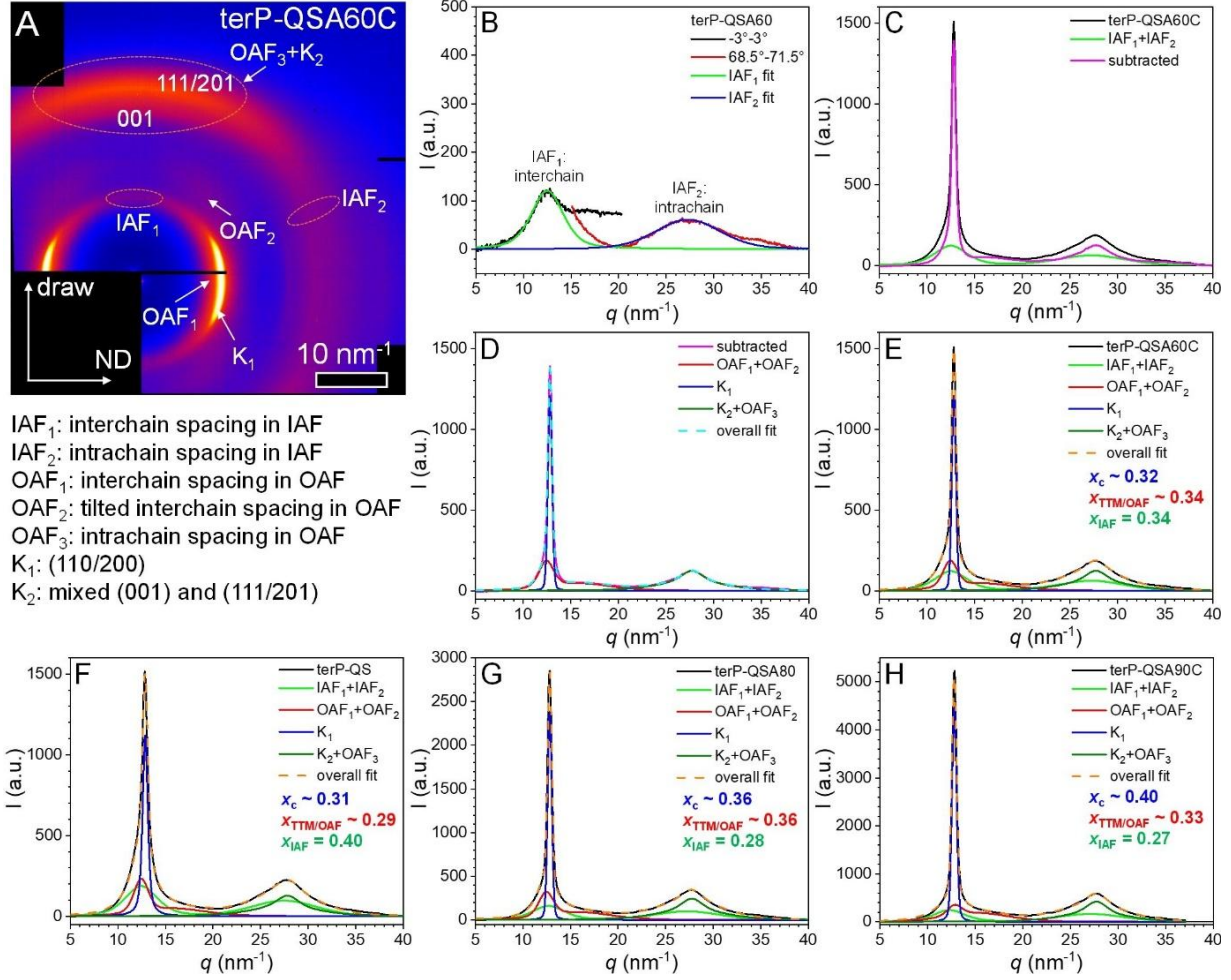 A
terP-QSA60C
OAF₃+K₂
111/201
001
IAF₂
IAF₁
OAF₂
draw
OAF₁
ND
K₁
10 nm⁻¹
IAF₁: interchain spacing in IAF
IAF₂: intrachain spacing in IAF
OAF₁: interchain spacing in OAF
OAF₂: tilted interchain spacing in OAF
OAF₃: intrachain spacing in OAF
K₁: (110/200)
K₂: mixed (001) and (111/201)
B
terP-QSA60
-3°-3°
68.5°-71.5°
IAF₁ fit
IAF₂ fit
IAF₁:
interchain
IAF₂:
intrachain
I (a.u.)
500
400
300
200
100
0
5 10 15 20 25 30 35 40
q (nm⁻¹)
C
terP-QSA60C
IAF₁+IAF₂
subtracted
I (a.u.)
1500
1000
500
0
5 10 15 20 25 30 35 40
q (nm⁻¹)
D
subtracted
OAF₁+OAF₂
K₁
K₂+OAF₃
overall fit
I (a.u.)
1500
1000
500
0
5 10 15 20 25 30 35 40
q (nm⁻¹)
E
terP-QSA60C
IAF₁+IAF₂
OAF₁+OAF₂
K₁
K₂+OAF₃
overall fit
x_c ~ 0.32
x_TTM/OAF ~ 0.34
x_IAF = 0.34
I (a.u.)
1500
1000
500
0
5 10 15 20 25 30 35 40
q (nm⁻¹)
F
terP-QS
IAF₁+IAF₂
OAF₁+OAF₂
K₁
K₂+OAF₃
overall fit
x_c ~ 0.31
x_TTM/OAF ~ 0.29
x_IAF = 0.40
I (a.u.)
1500
1000
500
0
5 10 15 20 25 30 35 40
q (nm⁻¹)
G
terP-QSA80
IAF₁+IAF₂
OAF₁+OAF₂
K₁
K₂+OAF₃
overall fit
x_c ~ 0.36
x_TTM/OAF ~ 0.36
x_IAF = 0.28
I (a.u.)
3000
2500
2000
1500
1000
500
0
5 10 15 20 25 30 35 40
q (nm⁻¹)
H
terP-QSA90C
IAF₁+IAF₂
OAF₁+OAF₂
K₁
K₂+OAF₃
overall fit
x_c ~ 0.40
x_TTM/OAF ~ 0.33
x_IAF = 0.27
I (a.u.)
5000
4000
3000
2000
1000
0
5 10 15 20 25 30 35 40
q (nm⁻¹)